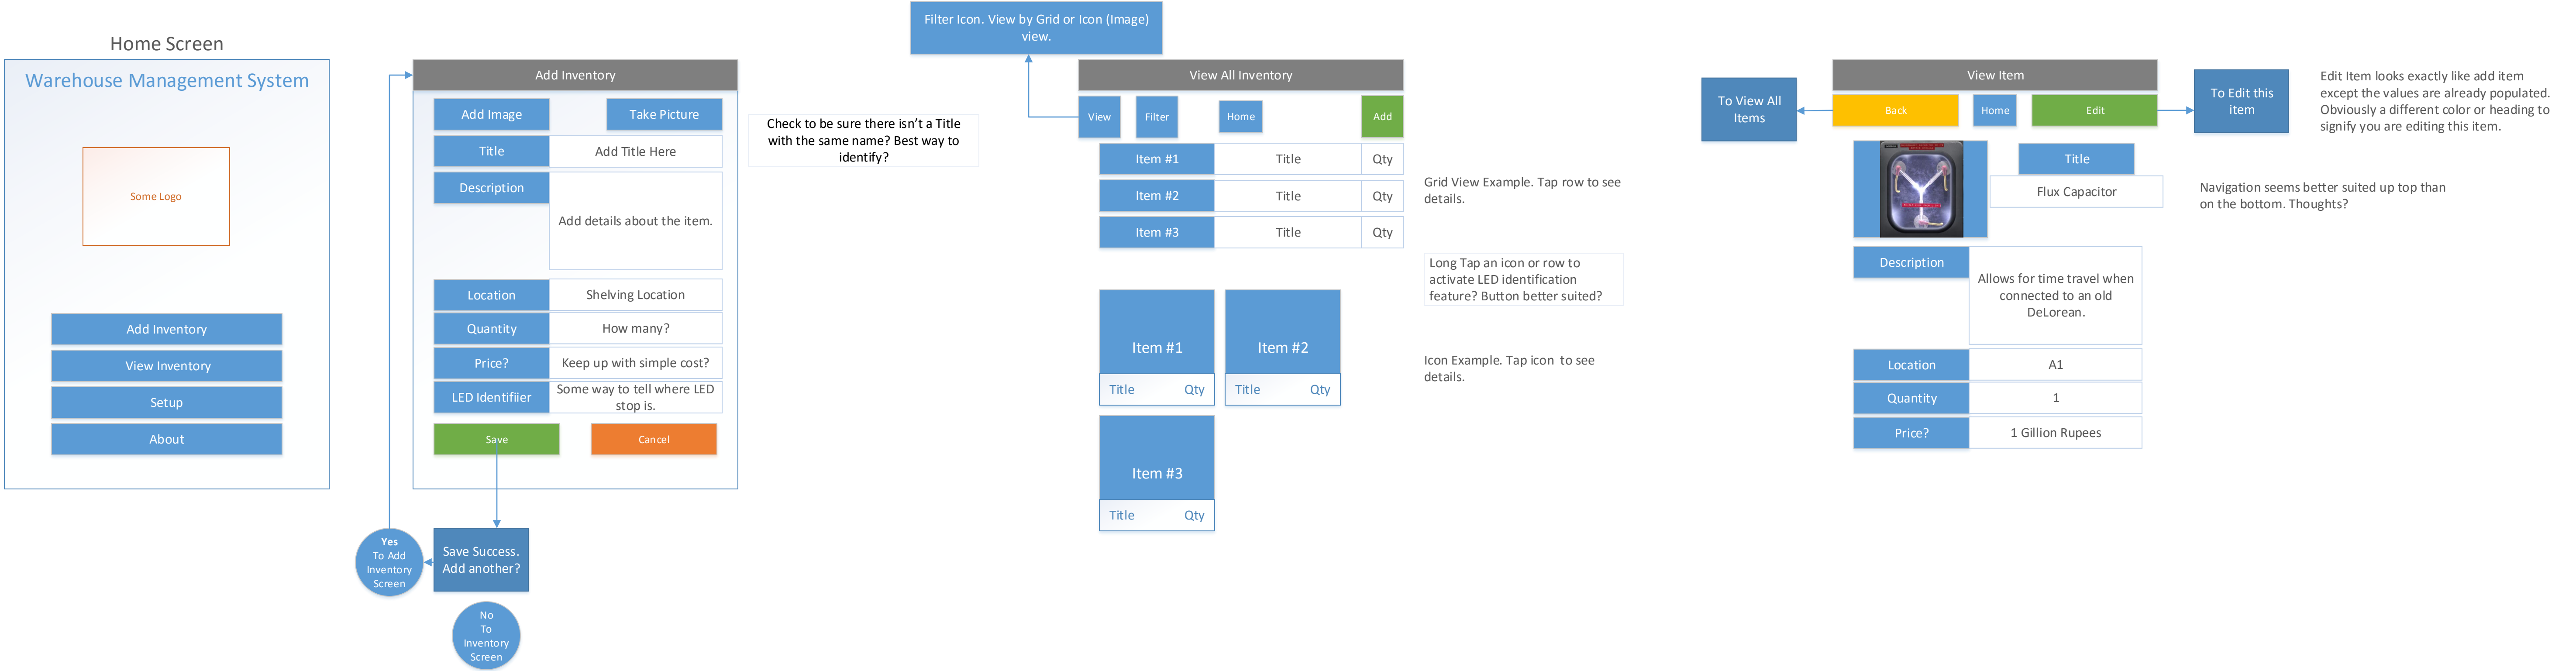 Home Screen
Warehouse Management System
Some Logo
Add Inventory
View Inventory
Setup
About
Add Inventory
Add Image
Take Picture
Title
Add Title Here
Description
Add details about the item.
Location
Shelving Location
Quantity
How many?
Price?
Keep up with simple cost?
LED Identifiier
Some way to tell where LED
stop is.
Save
Cancel
Save Success.
Add another?
Yes
To Add
Inventory
Screen
No
To
Inventory
Screen
Check to be sure there isn't a Title
with the same name? Best way to
identify?
Filter Icon. View by Grid or Icon (Image)
view.
View All Inventory
View
Filter
Home
Add
Item #1
Title
Qty
Item #2
Title
Qty
Item #3
Title
Qty
Grid View Example. Tap row to see
details.
Long Tap an icon or row to
activate LED identification
feature? Button better suited?
Item #1
Title
Qty
Item #2
Title
Qty
Item #3
Title
Qty
Icon Example. Tap icon  to see
details.
To View All
Items
View Item
Back
Home
Edit
To Edit this
item
Title
Flux Capacitor
Description
Allows for time travel when
connected to an old
DeLorean.
Location
A1
Quantity
1
Price?
1 Gillion Rupees
Edit Item looks exactly like add item
except the values are already populated.
Obviously a different color or heading to
signify you are editing this item.
Navigation seems better suited up top than
on the bottom. Thoughts?